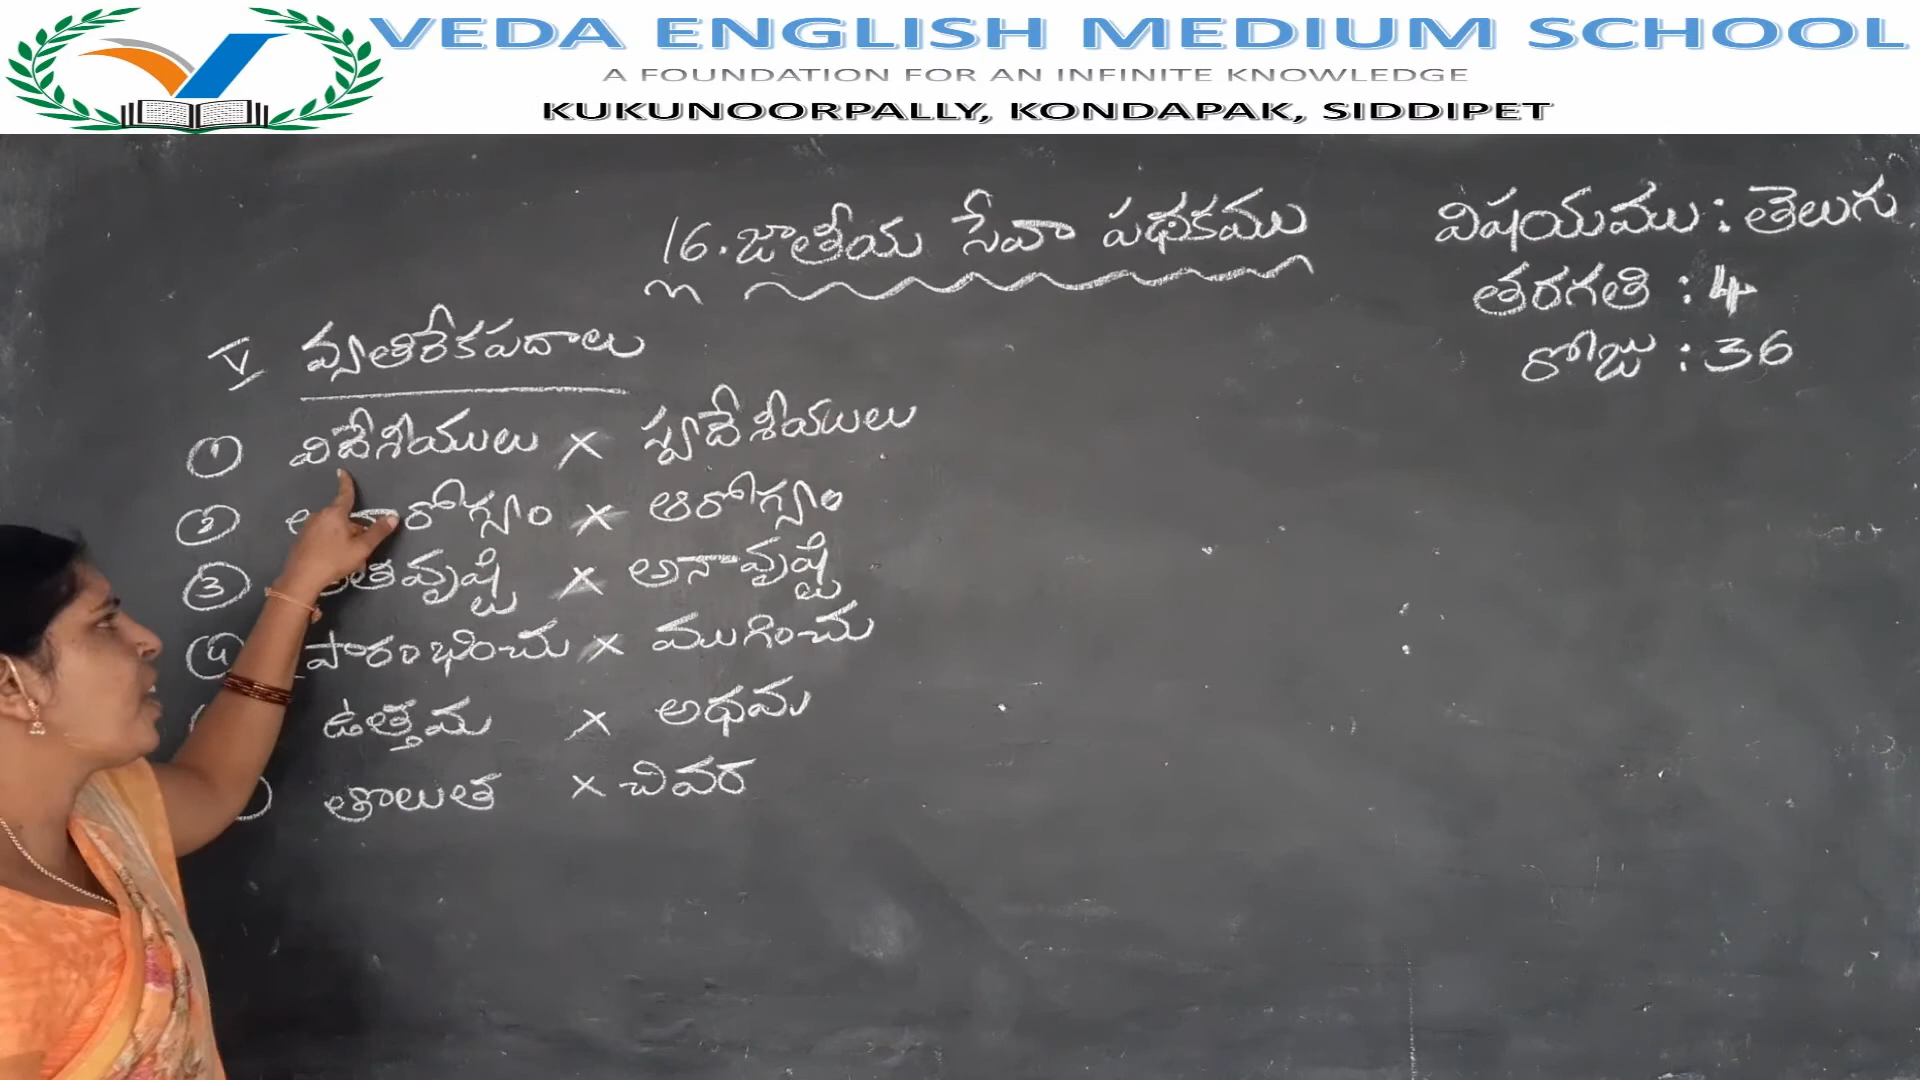 VEDA ENGLISH MEDIUM SCHOOL
A FOUNDATION FOR AN INFINITE KNOWLEDGE
KUKUNOORPALLY, KONDAPAK, SIDDIPET
16. జాతీయ సేవా పథకము
విషయము : తెలుగు
తరగతి : 4
రోజు : 36
V వ్యతిరేకపదాలు
① విదేశీయులు × స్వదేశీయులు
② × ఆరోగ్యం
③ × అనావృష్టి
④ ప్రారంభించు × ముగించు
ఉత్తమ × అథమ
తొలుత × చివర